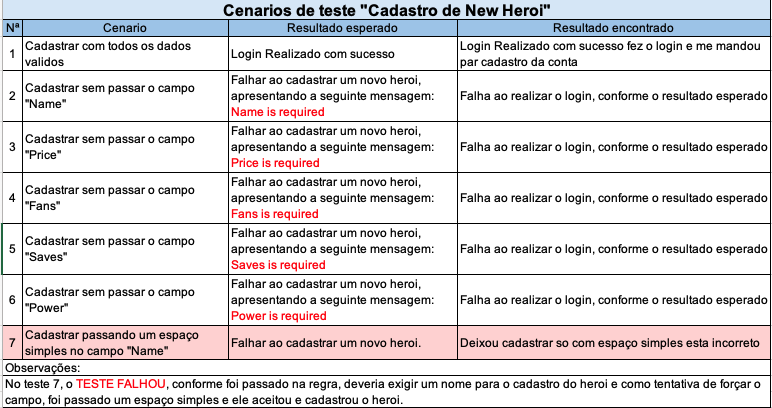 Cenarios de teste "Cadastro de New Heroi"
Nª Cenario Resultado esperado Resultado encontrado
1 Cadastrar com todos os dados validos Login Realizado com sucesso Login Realizado com sucesso fez o login e me mandou par cadastro da conta
2 Cadastrar sem passar o campo "Name" Falhar ao cadastrar um novo heroi, apresentando a seguinte mensagem: Name is required Falha ao realizar o login, conforme o resultado esperado
3 Cadastrar sem passar o campo "Price" Falhar ao cadastrar um novo heroi, apresentando a seguinte mensagem: Price is required Falha ao realizar o login, conforme o resultado esperado
4 Cadastrar sem passar o campo "Fans" Falhar ao cadastrar um novo heroi, apresentando a seguinte mensagem: Fans is required Falha ao realizar o login, conforme o resultado esperado
5 Cadastrar sem passar o campo "Saves" Falhar ao cadastrar um novo heroi, apresentando a seguinte mensagem: Saves is required Falha ao realizar o login, conforme o resultado esperado
6 Cadastrar sem passar o campo "Power" Falhar ao cadastrar um novo heroi, apresentando a seguinte mensagem: Power is required Falha ao realizar o login, conforme o resultado esperado
7 Cadastrar passando um espaço simples no campo "Name" Falhar ao cadastrar um novo heroi. Deixou cadastrar so com espaço simples esta incorreto
Observações:
No teste 7, o TESTE FALHOU, conforme foi passado na regra, deveria exigir um nome para o cadastro do heroi e como tentativa de forçar o
campo, foi passado um espaço simples e ele aceitou e cadastrou o heroi.